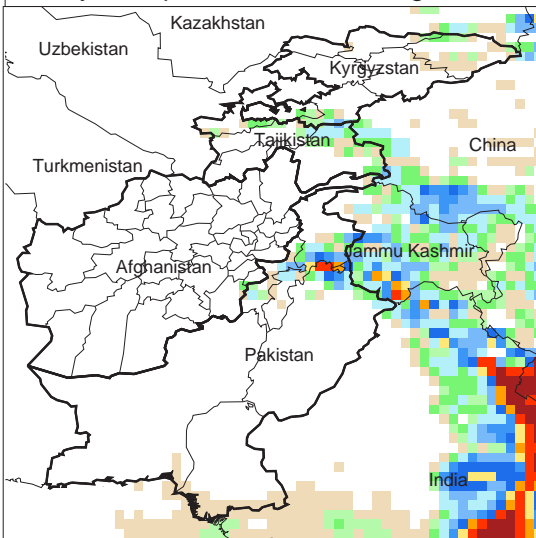 Kazakhstan
Uzbekistan
Kyrgyzstan
Tajikistan
China
Turkmenistan
Jammu Kashmir
Afghanistan
Pakistan
India